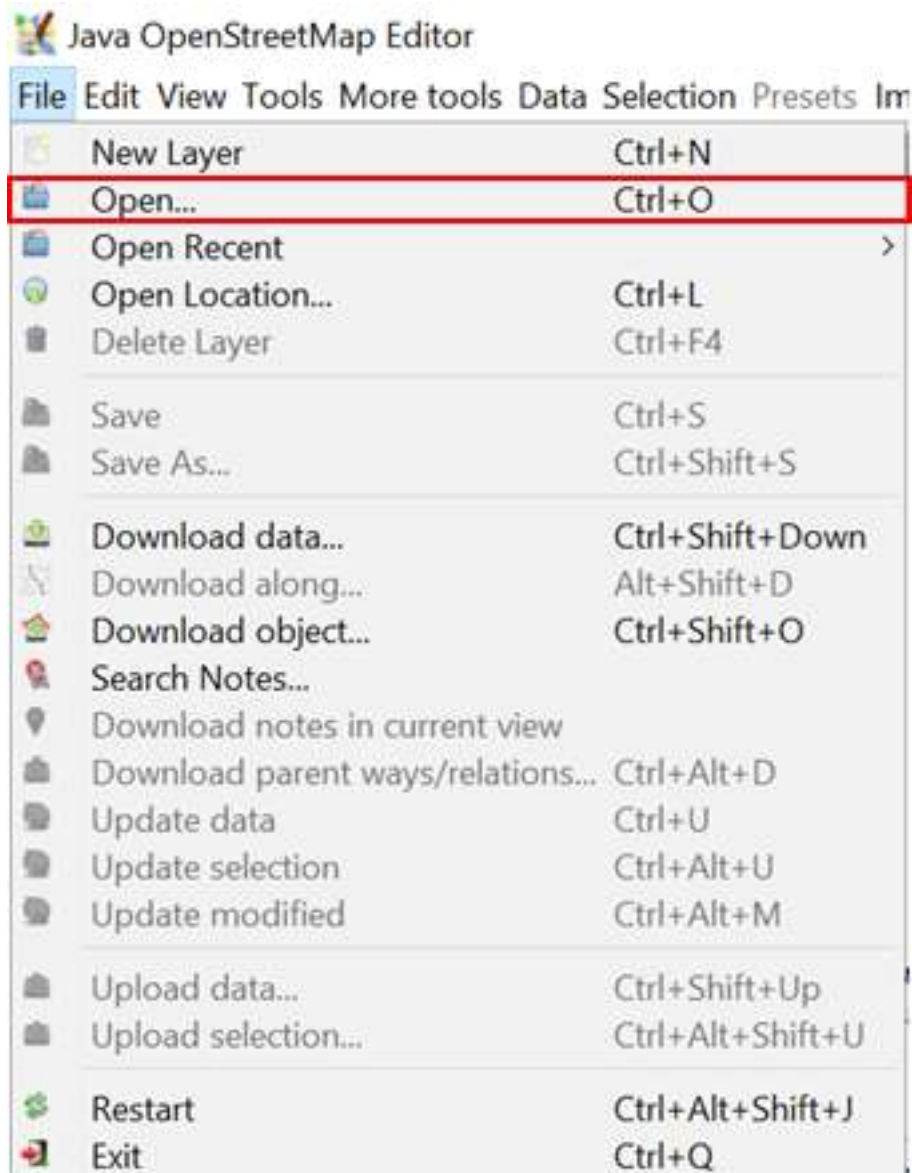 Java OpenStreetMap Editor
File Edit View Tools More tools Data Selection Presets Im
New Layer Ctrl+N
Open... Ctrl+O
Open Recent >
Open Location... Ctrl+L
Delete Layer Ctrl+F4
Save Ctrl+S
Save As... Ctrl+Shift+S
Download data... Ctrl+Shift+Down
Download along... Alt+Shift+D
Download object... Ctrl+Shift+O
Search Notes...
Download notes in current view
Download parent ways/relations... Ctrl+Alt+D
Update data Ctrl+U
Update selection Ctrl+Alt+U
Update modified Ctrl+Alt+M
Upload data... Ctrl+Shift+Up
Upload selection... Ctrl+Alt+Shift+U
Restart Ctrl+Alt+Shift+J
Exit Ctrl+Q